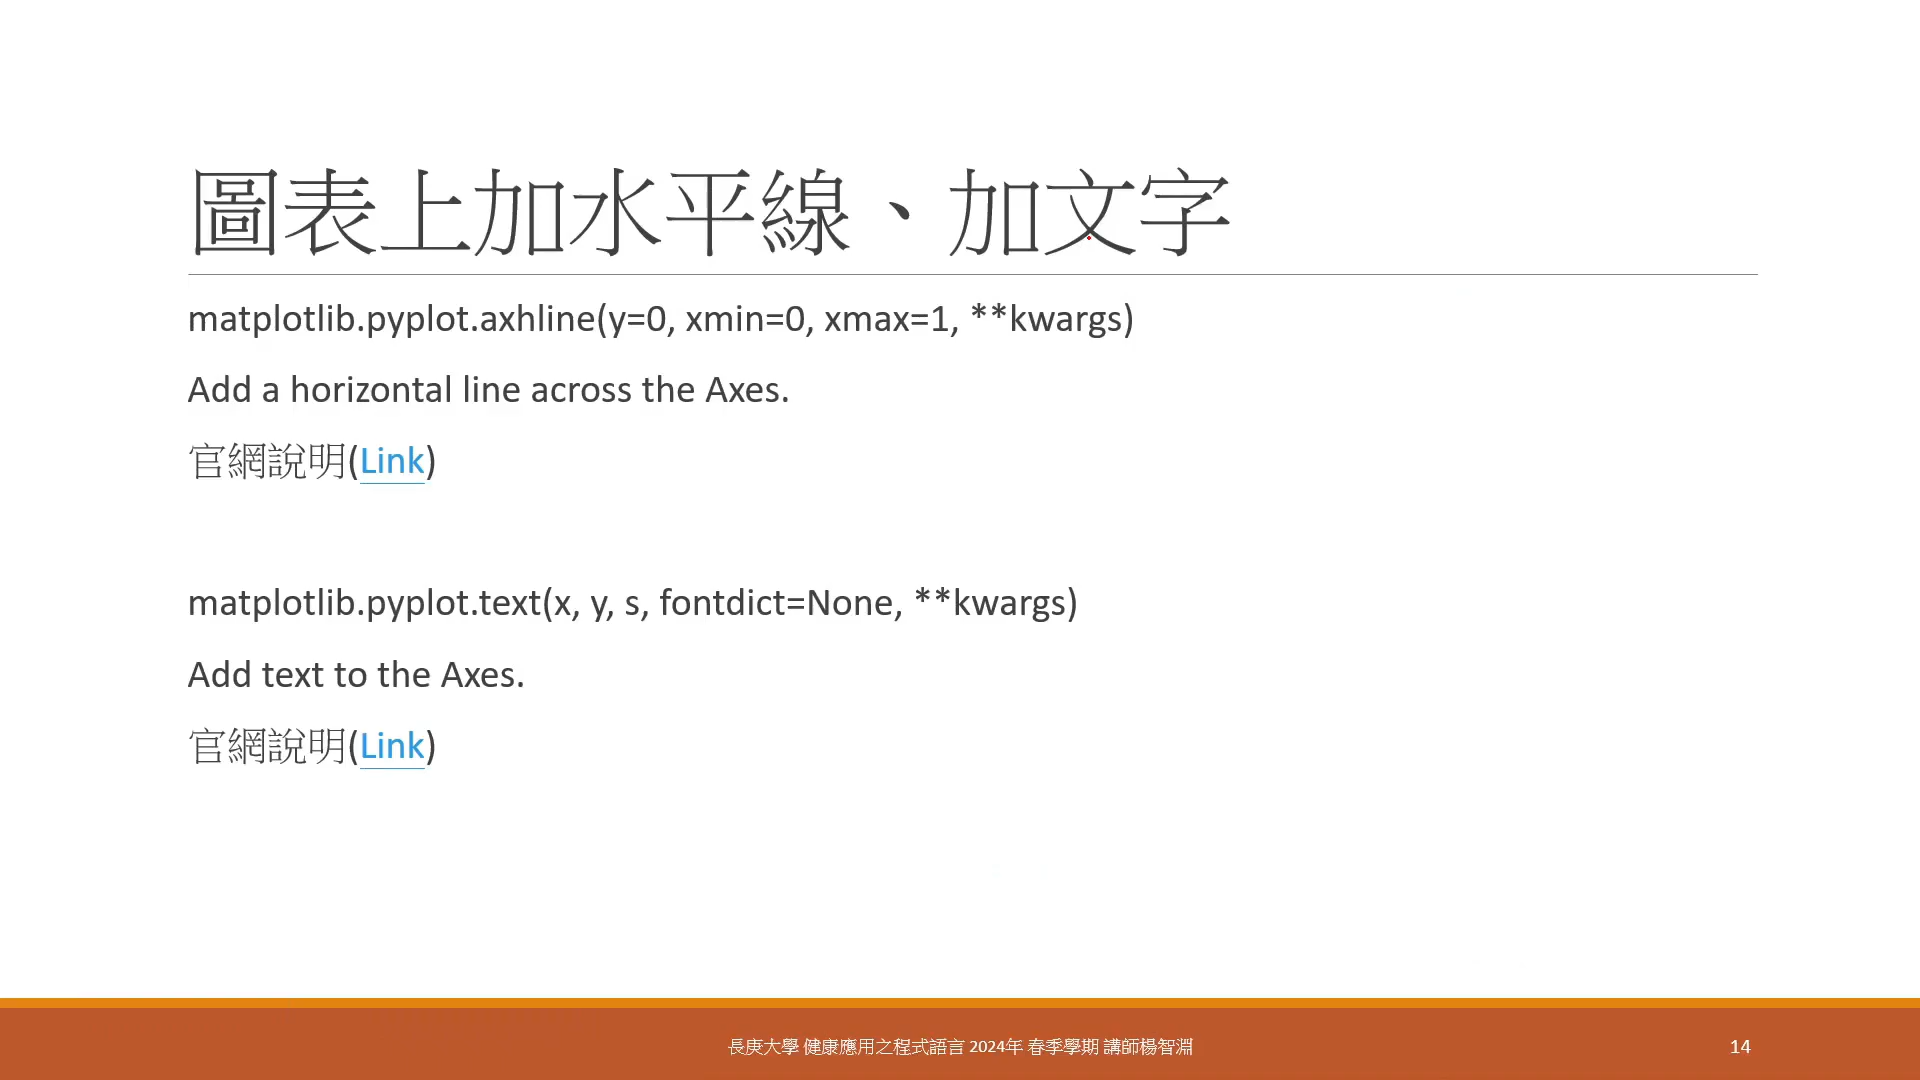 圖表上加水平線、加文字
matplotlib.pyplot.axhline(y=0, xmin=0, xmax=1, **kwargs)
Add a horizontal line across the Axes.
官網說明(Link)
matplotlib.pyplot.text(x, y, s, fontdict=None, **kwargs)
Add text to the Axes.
官網說明(Link)
長庚大學 健康應用之程式語言 2024年 春季學期 講師楊智淵
14